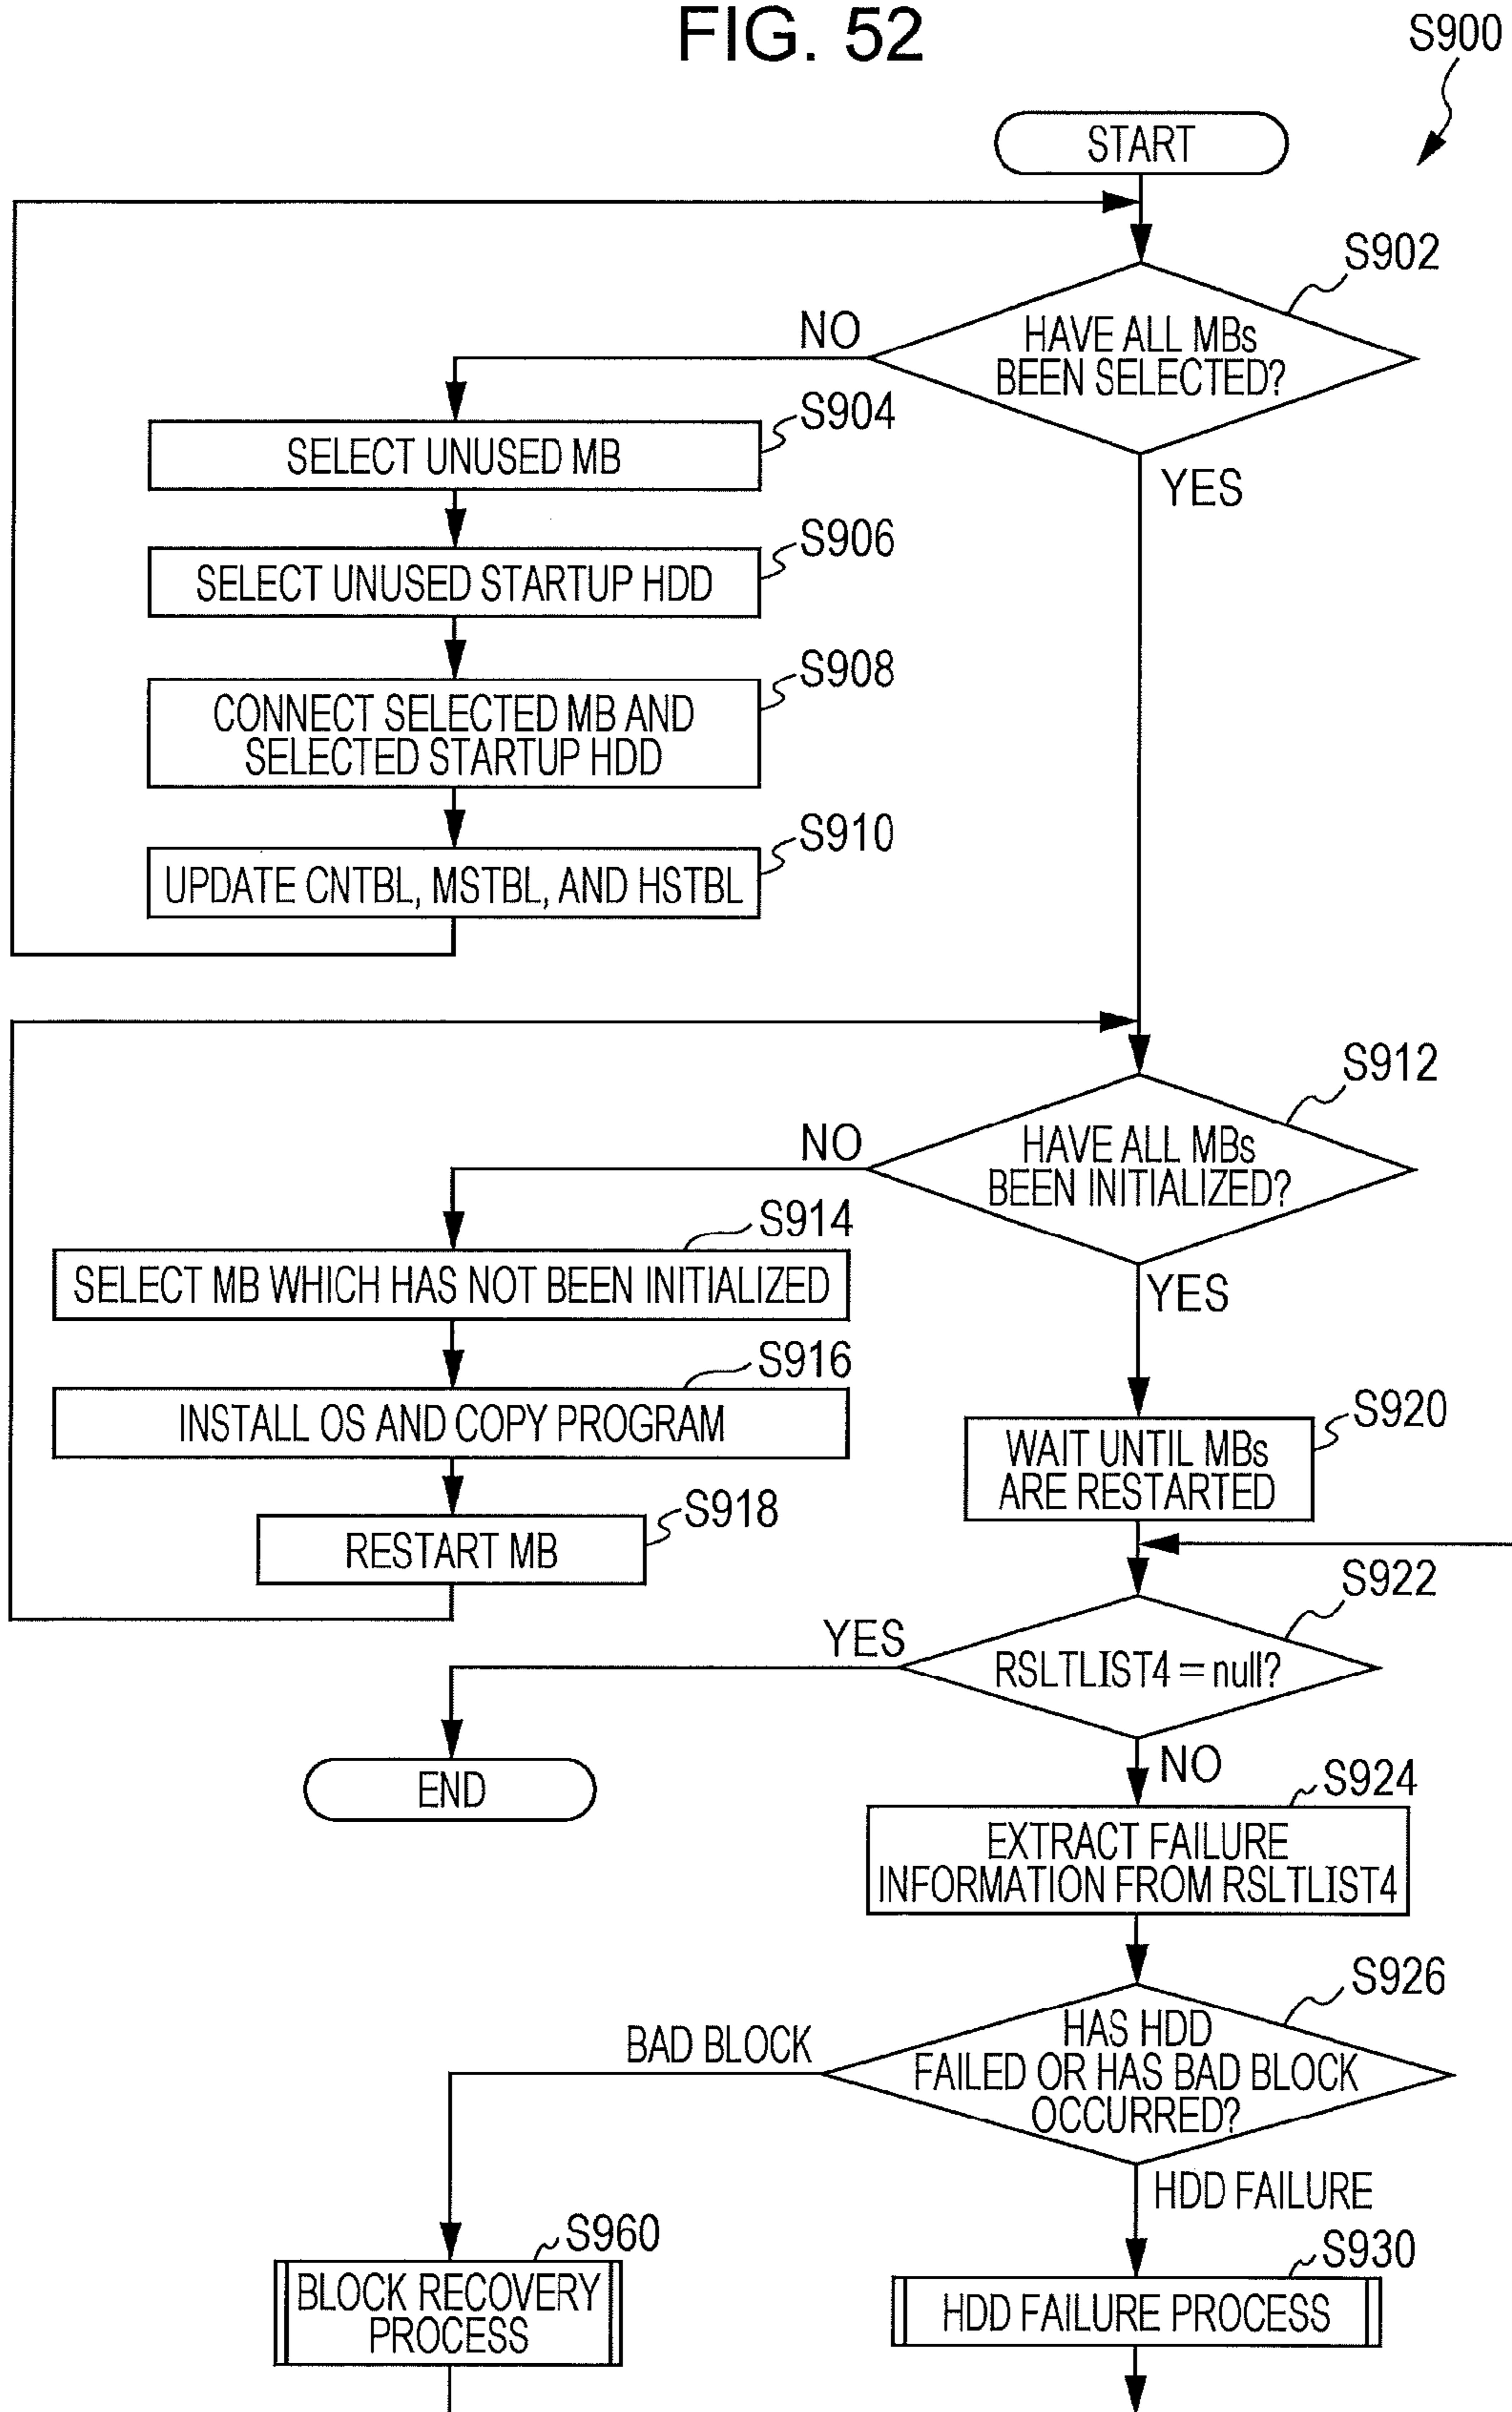 FIG. 52
S900
START
S902
HAVE ALL MBs
BEEN SELECTED?
NO
YES
S904
SELECT UNUSED MB
S906
SELECT UNUSED STARTUP HDD
S908
CONNECT SELECTED MB AND
SELECTED STARTUP HDD
S910
UPDATE CNTBL, MSTBL, AND HSTBL
S912
HAVE ALL MBs
BEEN INITIALIZED?
NO
YES
S914
SELECT MB WHICH HAS NOT BEEN INITIALIZED
S916
INSTALL OS AND COPY PROGRAM
S918
RESTART MB
S920
WAIT UNTIL MBs
ARE RESTARTED
S922
RSLTLIST4 = null?
YES
END
NO
S924
EXTRACT FAILURE
INFORMATION FROM RSLTLIST4
S926
HAS HDD
FAILED OR HAS BAD BLOCK
OCCURRED?
BAD BLOCK
HDD FAILURE
S960
BLOCK RECOVERY
PROCESS
S930
HDD FAILURE PROCESS